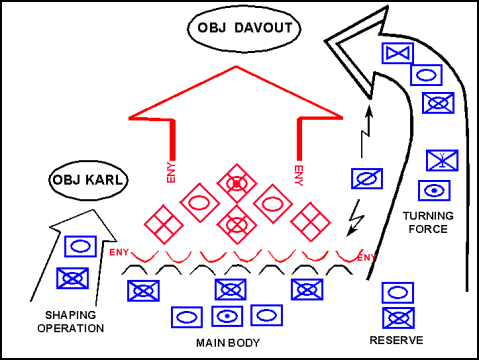 OBJ DAVOUT
OBJ KARL
ENY
ENY
ENY
ENY
TURNING
FORCE
SHAPING
OPERATION
MAIN BODY
RESERVE